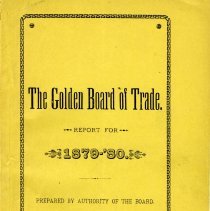 The Golden Board of Trade.
REPORT FOR
1879-'80.
PREPARED BY AUTHORITY OF THE BOARD.